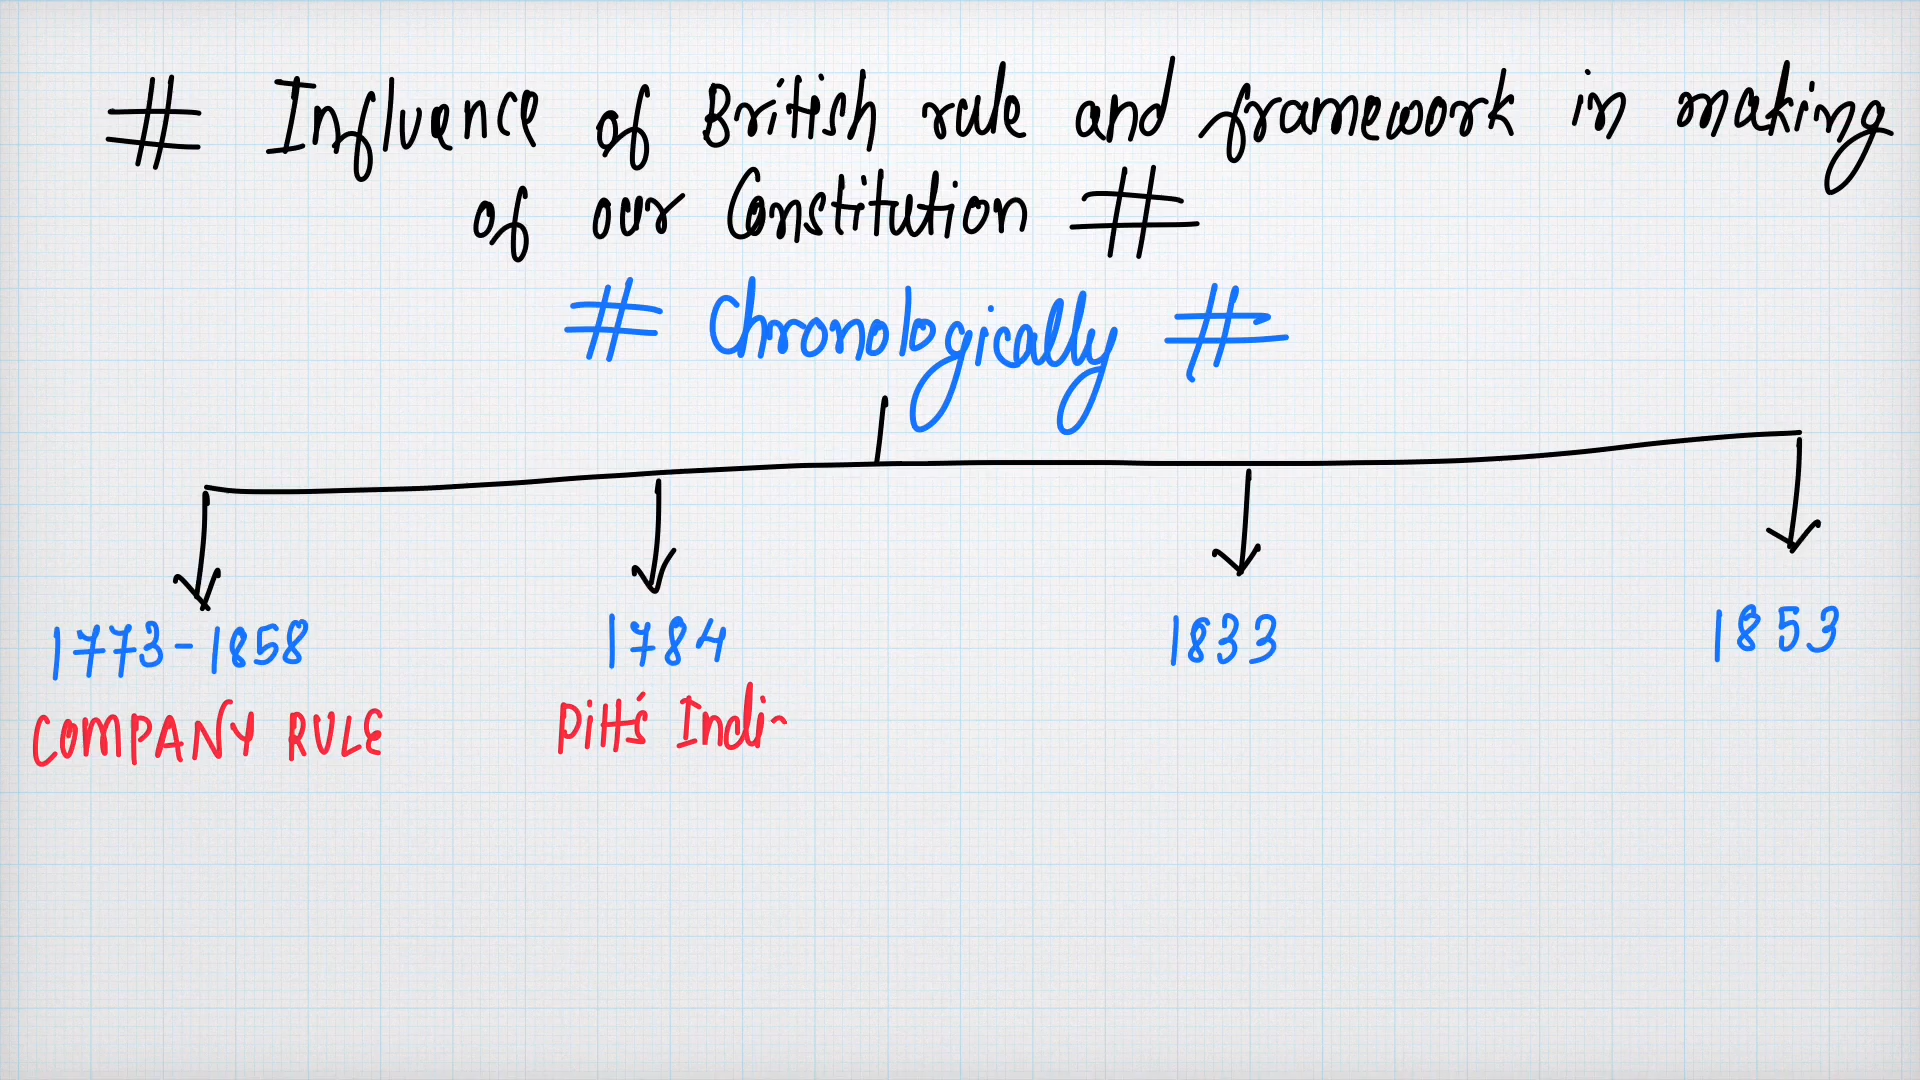 # Influence of British rule and framework in making
of our Constitution #
# Chronologically #
1773-1858 1784 1833 1853
COMPANY RULE Pitt's Indi